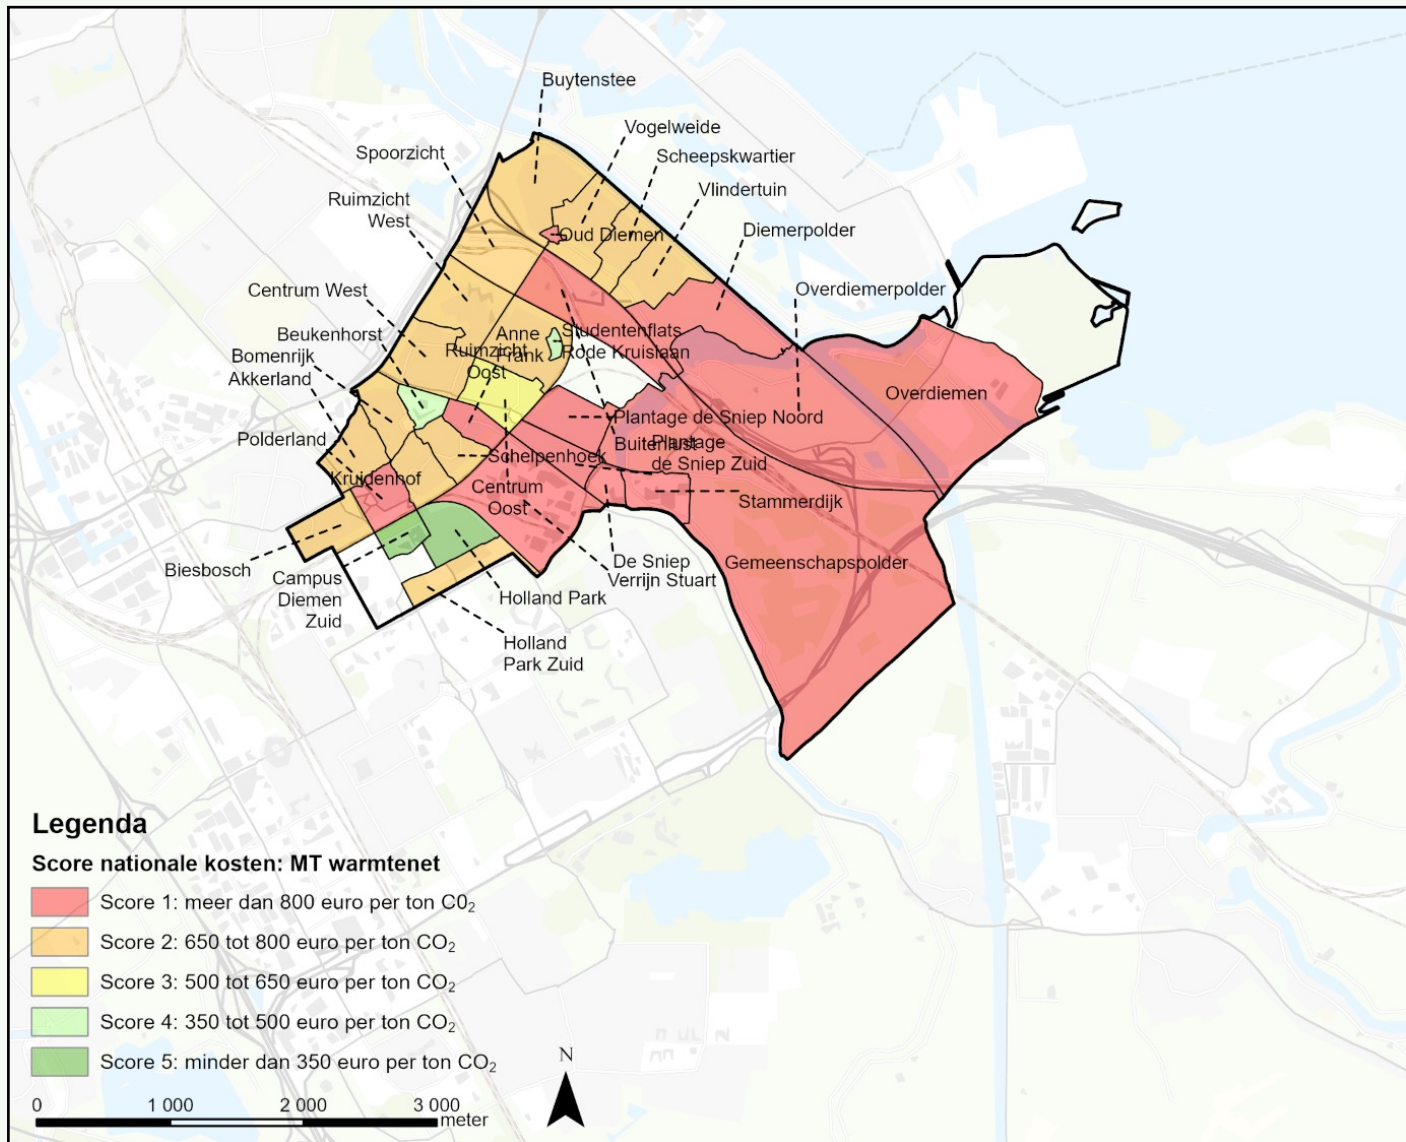 Buytenstee
Vogelweide
Spoorzicht
Scheepskwartier
Vlindertuin
Ruimzicht
West
Oud Diemen
Diemerpolder
Centrum West
Overdiemerpolder
Beukenhorst
Anne
Frank
Studentenflats
Rode Kruislaan
Bomenrijk
Akkerland
Ruimzicht
Oost
Overdiemen
Plantage de Sniep Noord
Polderland
Buitenlust
Plantage
de Sniep Zuid
Schelpenhoek
Kruidenhof
Centrum
Oost
Stammerdijk
De Sniep
Gemeenschapspolder
Biesbosch
Verrijn Stuart
Campus
Diemen
Zuid
Holland Park
Holland
Park Zuid
Legenda
Score nationale kosten: MT warmtenet
Score 1: meer dan 800 euro per ton C0₂
Score 2: 650 tot 800 euro per ton CO₂
Score 3: 500 tot 650 euro per ton CO₂
Score 4: 350 tot 500 euro per ton CO₂
Score 5: minder dan 350 euro per ton CO₂
N
0 1 000 2 000 3 000
meter